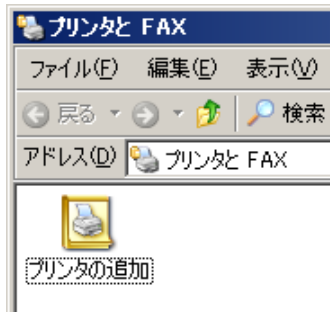 プリンタと FAX
ファイル(F) 編集(E) 表示(V)
戻る 検索
アドレス(D) プリンタと FAX
プリンタの追加